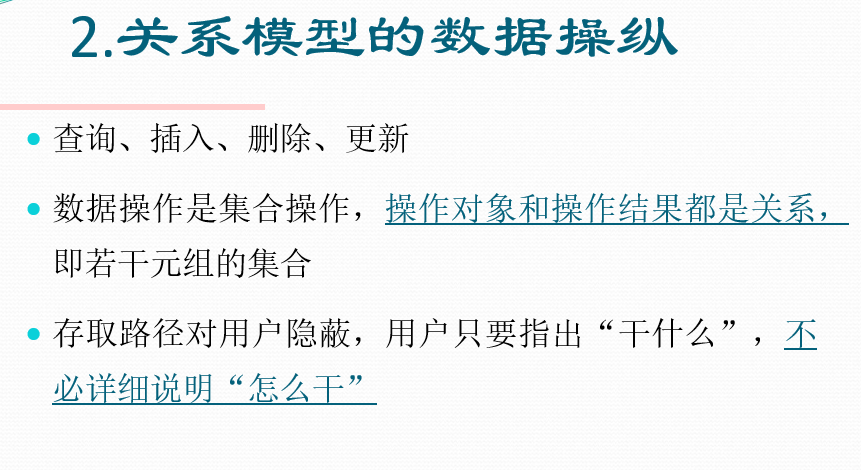 2.关系模型的数据操纵
查询、插入、删除、更新
数据操作是集合操作，操作对象和操作结果都是关系，
即若干元组的集合
存取路径对用户隐蔽，用户只要指出“干什么”，不
必详细说明“怎么干”